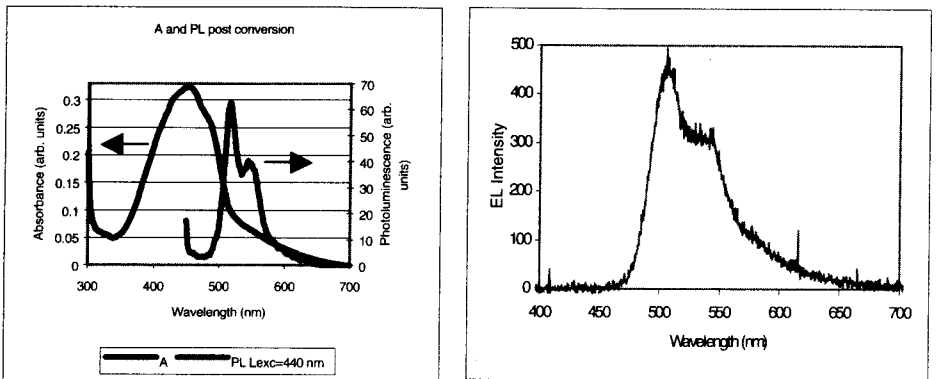 A and PL post conversion
Absorbance (arb. units)
0.3
0.25
0.2
0.15
0.1
0.05
0
70
60
50
40
30
20
10
0
Photoluminescence (arb. units)
300 400 500 600 700
Wavelength (nm)
A PL Lexc=440 nm
EL Intensity
500
400
300
200
100
0
400 450 500 550 600 650 700
Wavelength (nm)